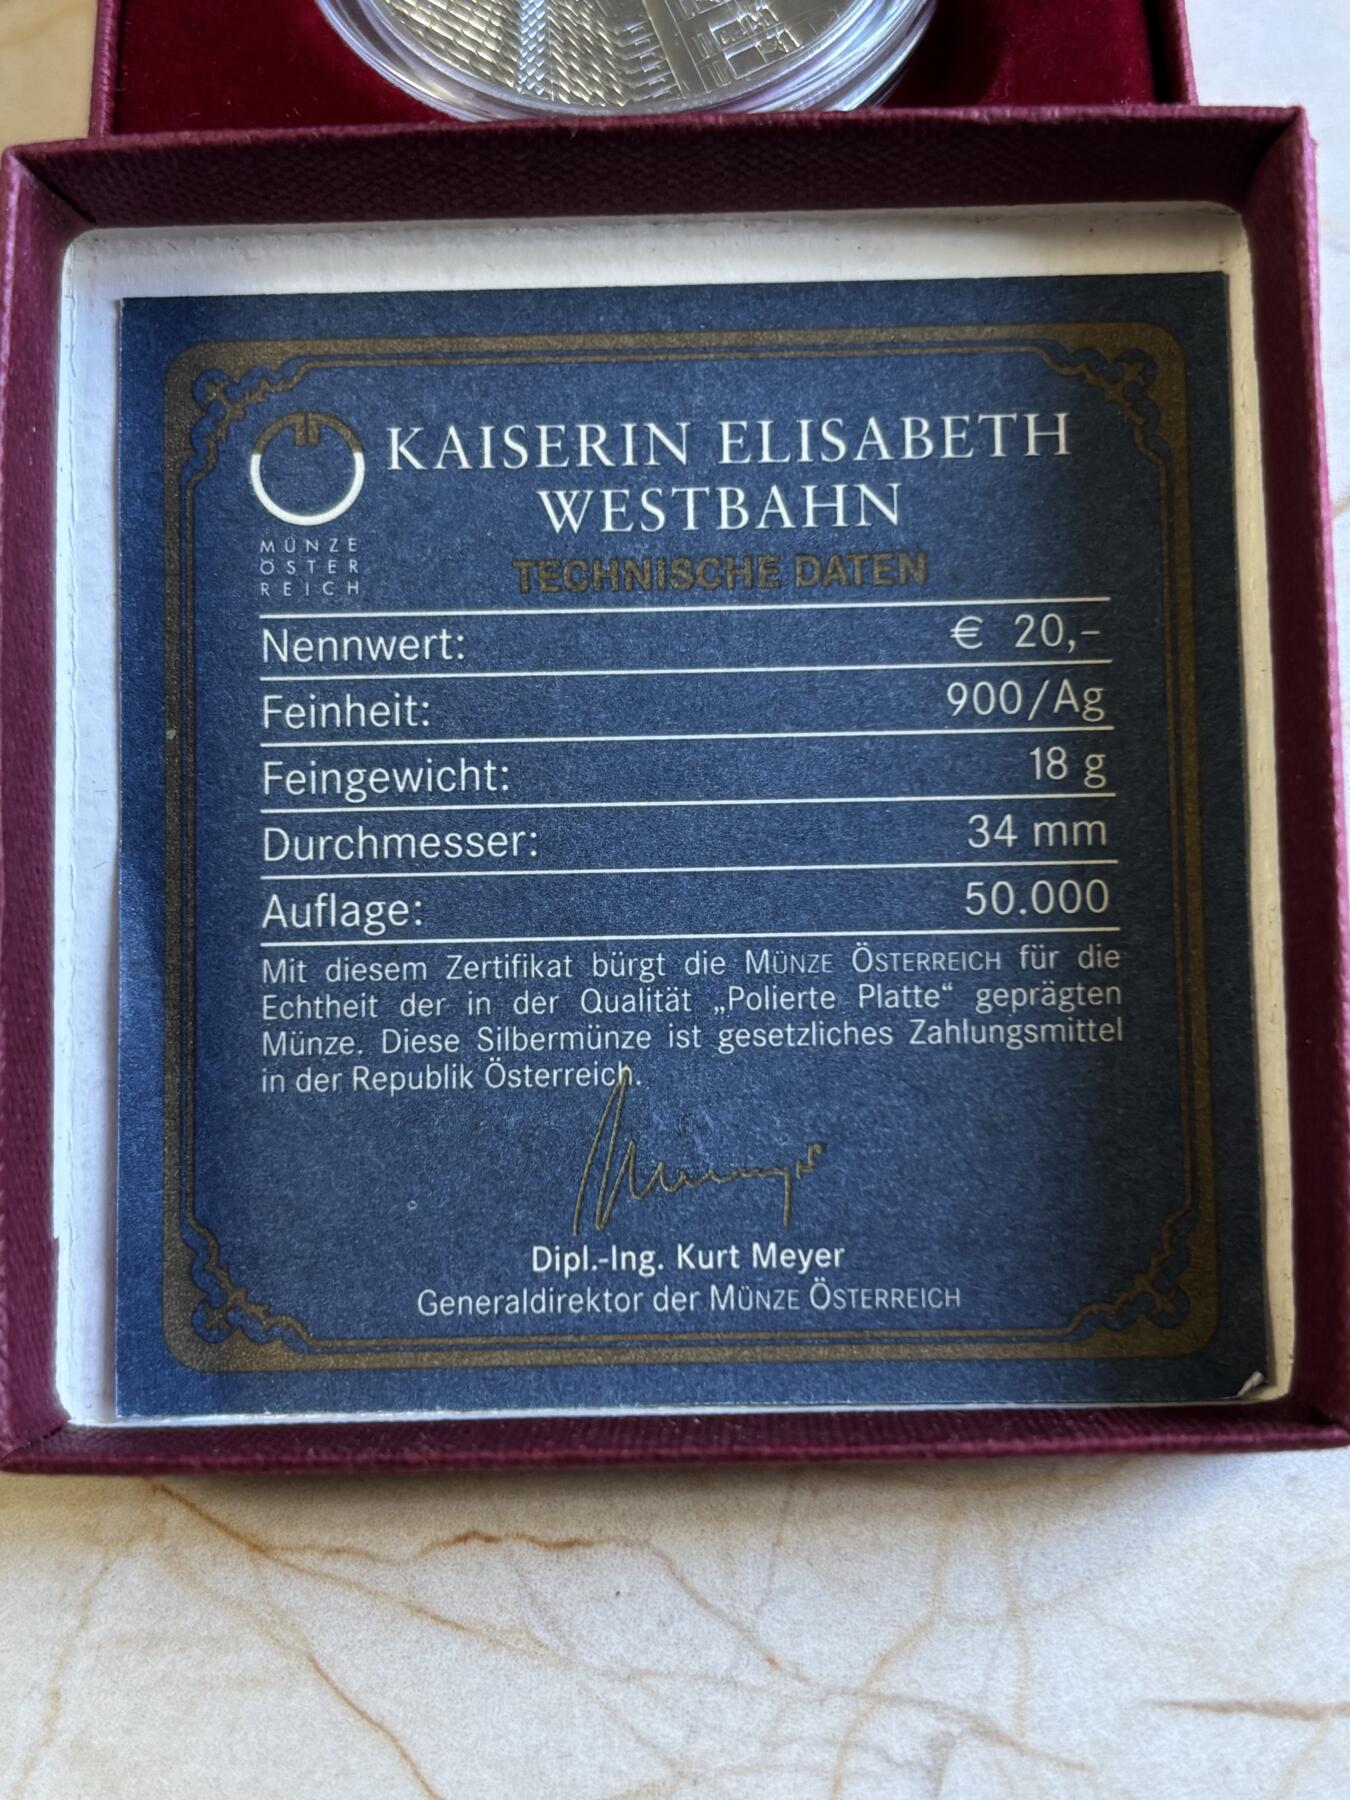 KAISERIN ELISABETH
WESTBAHN
MÜNZE
ÖSTER
REICH
TECHNISCHE DATEN
Nennwert: € 20,–
Feinheit: 900/Ag
Feingewicht: 18 g
Durchmesser: 34 mm
Auflage: 50.000
Mit diesem Zertifikat bürgt die MÜNZE ÖSTERREICH für die
Echtheit der in der Qualität „Polierte Platte“ geprägten
Münze. Diese Silbermünze ist gesetzliches Zahlungsmittel
in der Republik Österreich.
Dipl.-Ing. Kurt Meyer
Generaldirektor der MÜNZE ÖSTERREICH